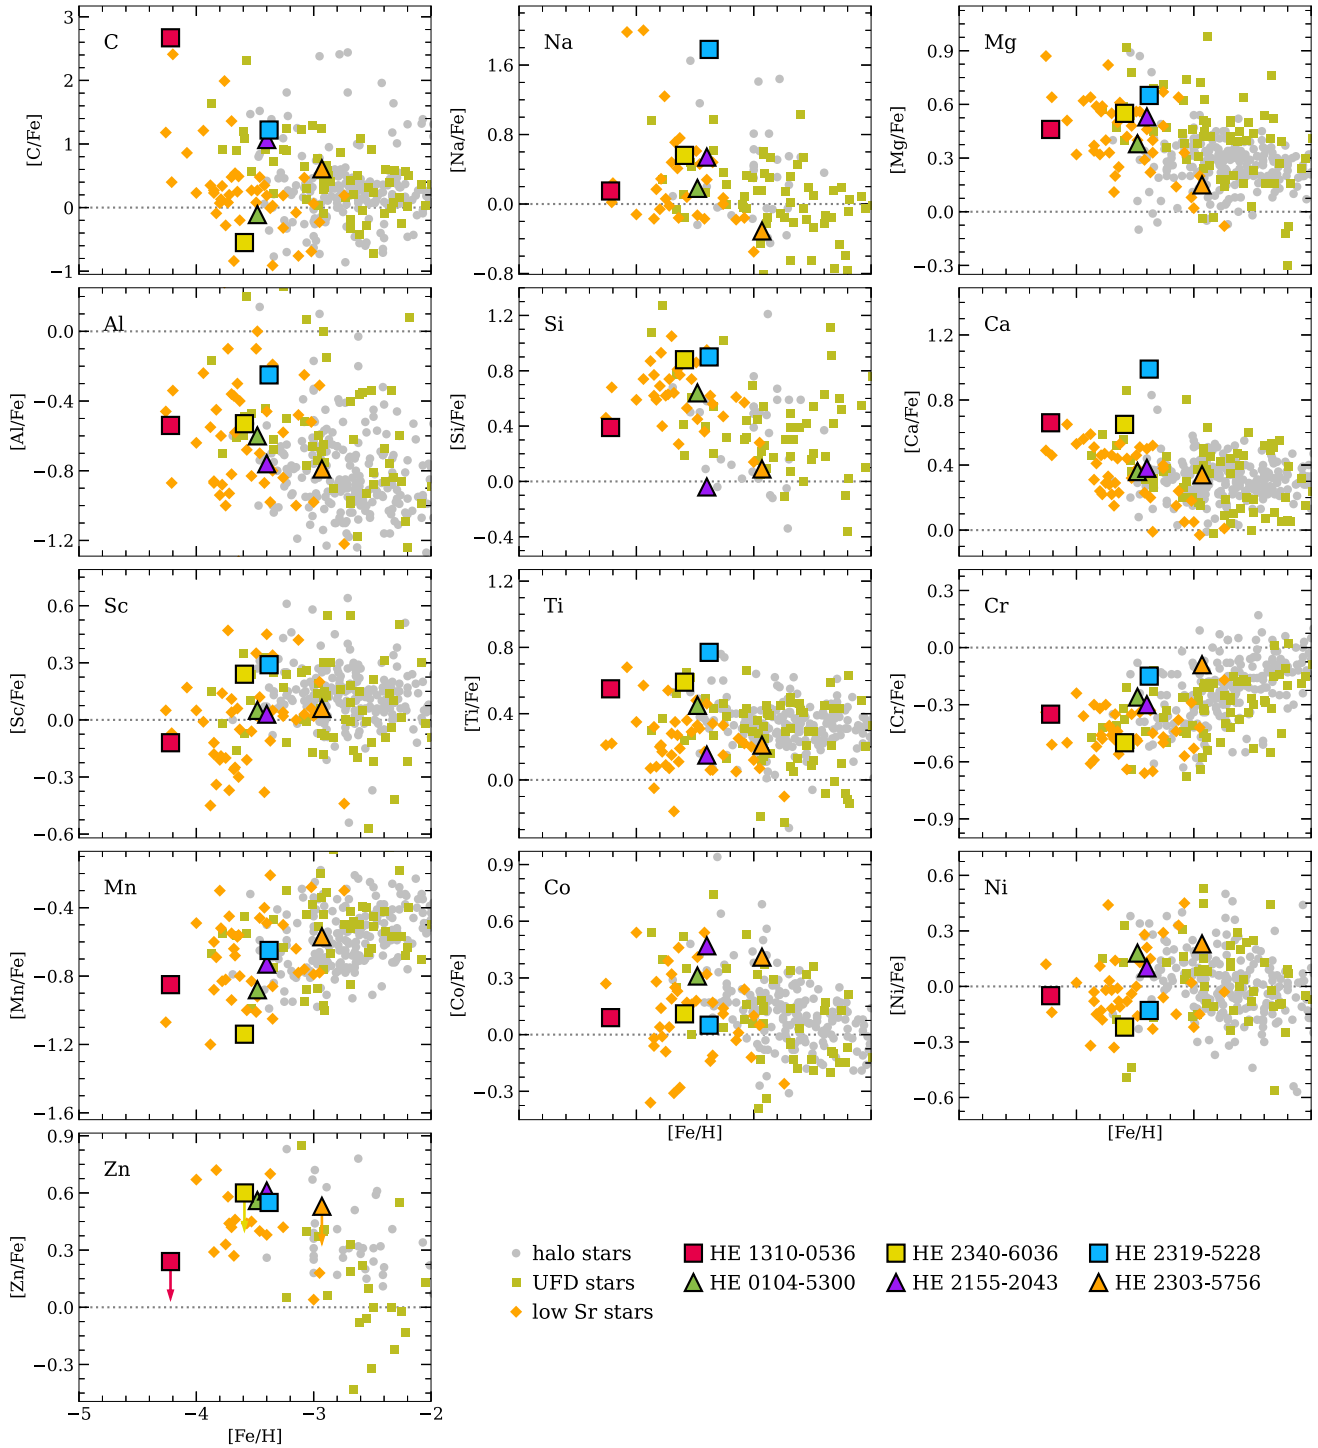 C
[C/Fe]
3
2
1
0
−1
Na
[Na/Fe]
1.6
0.8
0.0
−0.8
Mg
[Mg/Fe]
0.9
0.6
0.3
0.0
−0.3
Al
[Al/Fe]
0.0
−0.4
−0.8
−1.2
Si
[Si/Fe]
1.2
0.8
0.4
0.0
−0.4
Ca
[Ca/Fe]
1.2
0.8
0.4
0.0
Sc
[Sc/Fe]
0.6
0.3
0.0
−0.3
−0.6
Ti
[Ti/Fe]
1.2
0.8
0.4
0.0
Cr
[Cr/Fe]
0.3
0.0
−0.3
−0.6
−0.9
Mn
[Mn/Fe]
−0.4
−0.8
−1.2
−1.6
Co
[Co/Fe]
0.9
0.6
0.3
0.0
−0.3
[Fe/H]
Ni
[Ni/Fe]
0.6
0.3
0.0
−0.3
−0.6
[Fe/H]
Zn
[Zn/Fe]
0.9
0.6
0.3
0.0
−0.3
−5 −4 −3 −2
[Fe/H]
halo stars HE 1310-0536 HE 2340-6036 HE 2319-5228
UFD stars HE 0104-5300 HE 2155-2043 HE 2303-5756
low Sr stars